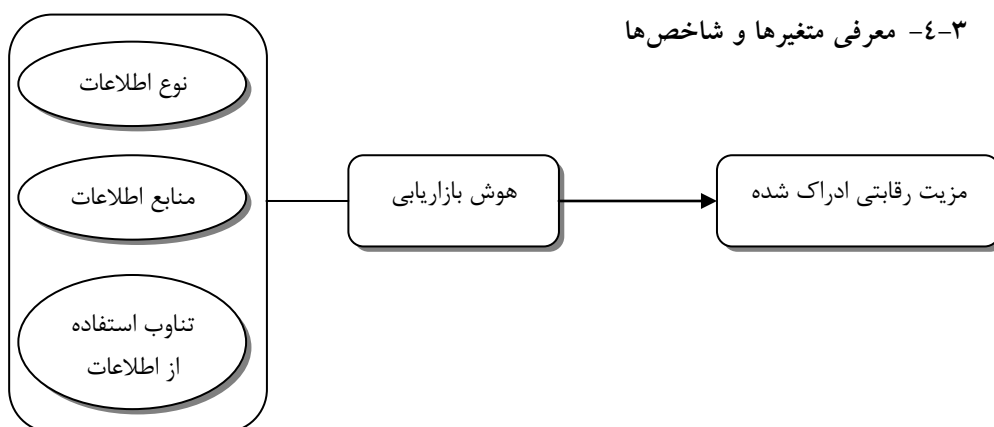 ۳-٤- معرفی متغیرها و شاخص‌ها
نوع اطلاعات
منابع اطلاعات
تناوب استفاده
از اطلاعات
هوش بازاریابی
مزیت رقابتی ادراک شده